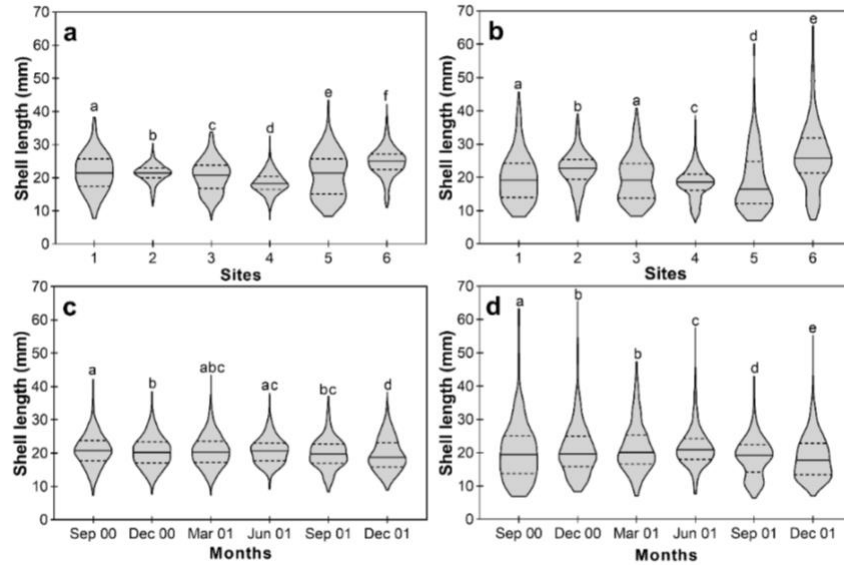 a
Shell length (mm)
70
60
50
40
30
20
10
0
a b c d e f
1 2 3 4 5 6
Sites
b
Shell length (mm)
70
60
50
40
30
20
10
0
a b a c d e
1 2 3 4 5 6
Sites
c
Shell length (mm)
70
60
50
40
30
20
10
0
a b abc ac bc d
Sep 00 Dec 00 Mar 01 Jun 01 Sep 01 Dec 01
Months
d
Shell length (mm)
70
60
50
40
30
20
10
0
a b b c d e
Sep 00 Dec 00 Mar 01 Jun 01 Sep 01 Dec 01
Months